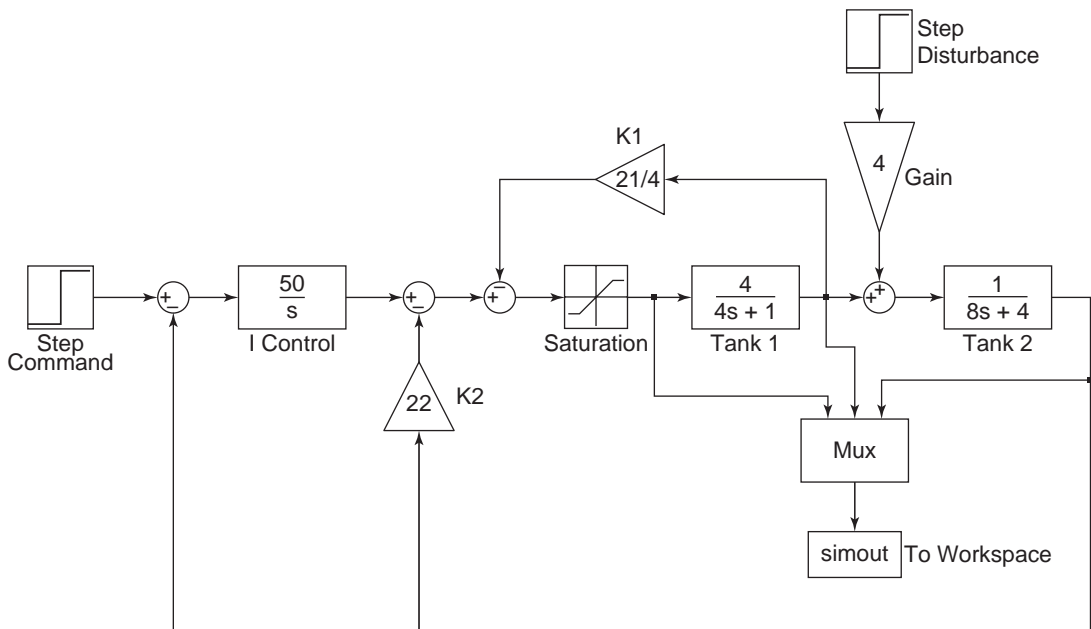 Step
Disturbance
K1
21/4
4
Gain
+
−
50
s
I Control
+
−
+
−
Saturation
4
4s + 1
Tank 1
+
+
1
8s + 4
Tank 2
Step
Command
22
K2
Mux
simout
To Workspace